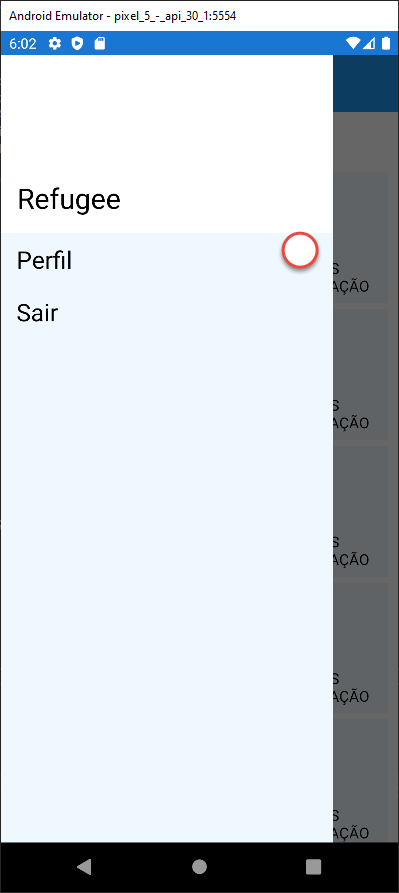 Android Emulator - pixel_5_-_api_30_1:5554
6:02
Refugee
Perfil
Sair
S
AÇÃO
S
AÇÃO
S
AÇÃO
S
AÇÃO
S
AÇÃO